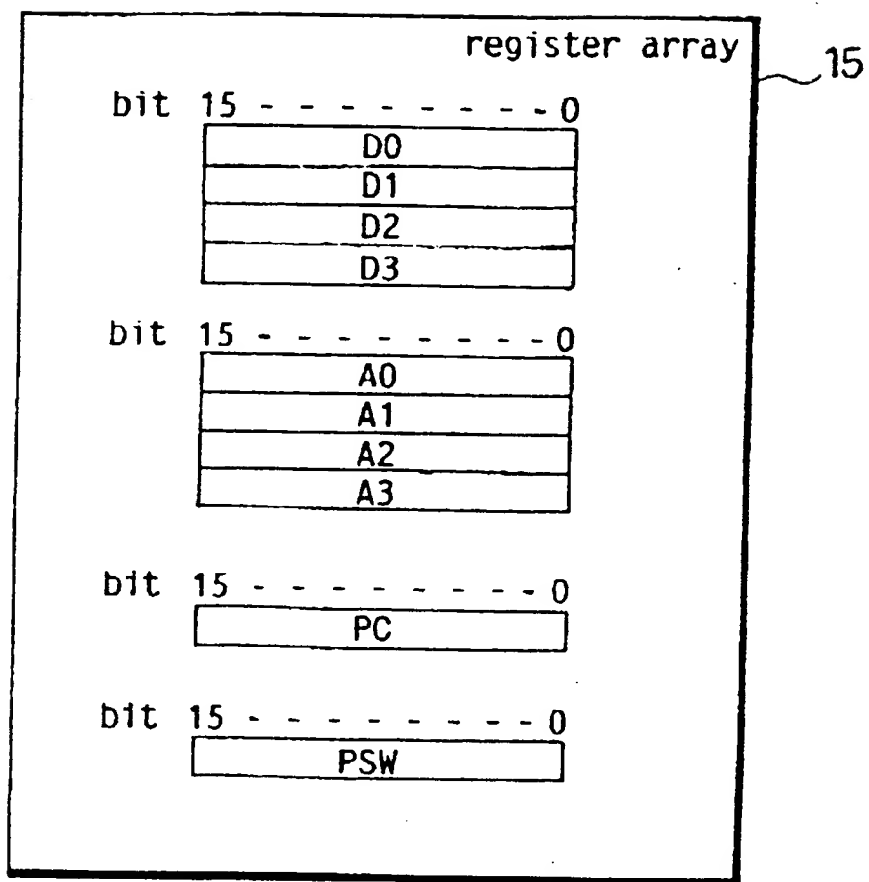 register array
15
bit 15 - - - - - - - - 0
D0
D1
D2
D3
bit 15 - - - - - - - - 0
A0
A1
A2
A3
bit 15 - - - - - - - - 0
PC
bit 15 - - - - - - - - 0
PSW